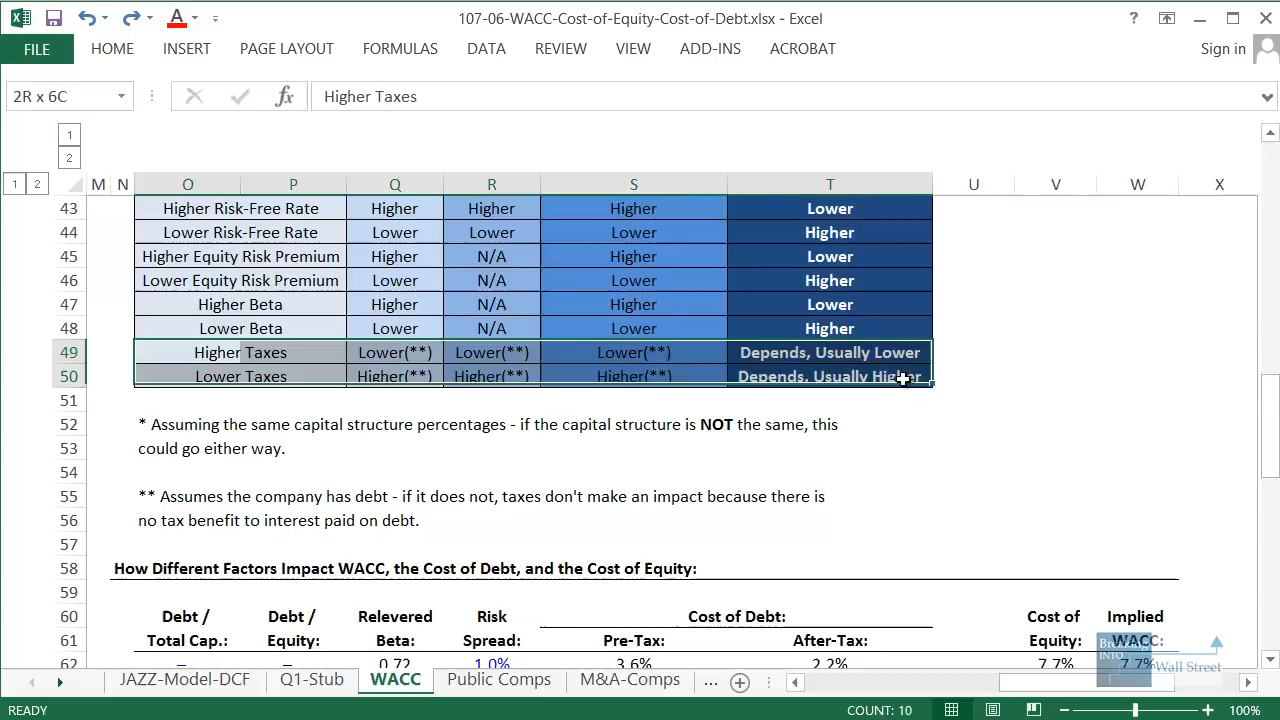 107-06-WACC-Cost-of-Equity-Cost-of-Debt.xlsx - Excel
FILE HOME INSERT PAGE LAYOUT FORMULAS DATA REVIEW VIEW ADD-INS ACROBAT Sign in
2R x 6C fx Higher Taxes
1
2
1 2 M N O P Q R S T U V W X
43 Higher Risk-Free Rate Higher Higher Higher Lower
44 Lower Risk-Free Rate Lower Lower Lower Higher
45 Higher Equity Risk Premium Higher N/A Higher Lower
46 Lower Equity Risk Premium Lower N/A Lower Higher
47 Higher Beta Higher N/A Higher Lower
48 Lower Beta Lower N/A Lower Higher
49 Higher Taxes Lower(**) Lower(**) Lower(**) Depends, Usually Lower
50 Lower Taxes Higher(**) Higher(**) Higher(**) Depends, Usually Higher
51
52 * Assuming the same capital structure percentages - if the capital structure is NOT the same, this
53 could go either way.
54
55 ** Assumes the company has debt - if it does not, taxes don't make an impact because there is
56 no tax benefit to interest paid on debt.
57
58 How Different Factors Impact WACC, the Cost of Debt, and the Cost of Equity:
59
60 Debt / Debt / Relevered Risk Cost of Debt: Cost of Implied
61 Total Cap.: Equity: Beta: Spread: Pre-Tax: After-Tax: Equity: WACC:
62 – – 0.72 1.0% 3.6% 2.2% 7.7% 7.7%
Breaking INTO Wall Street
JAZZ-Model-DCF Q1-Stub WACC Public Comps M&A-Comps ...
READY COUNT: 10 100%